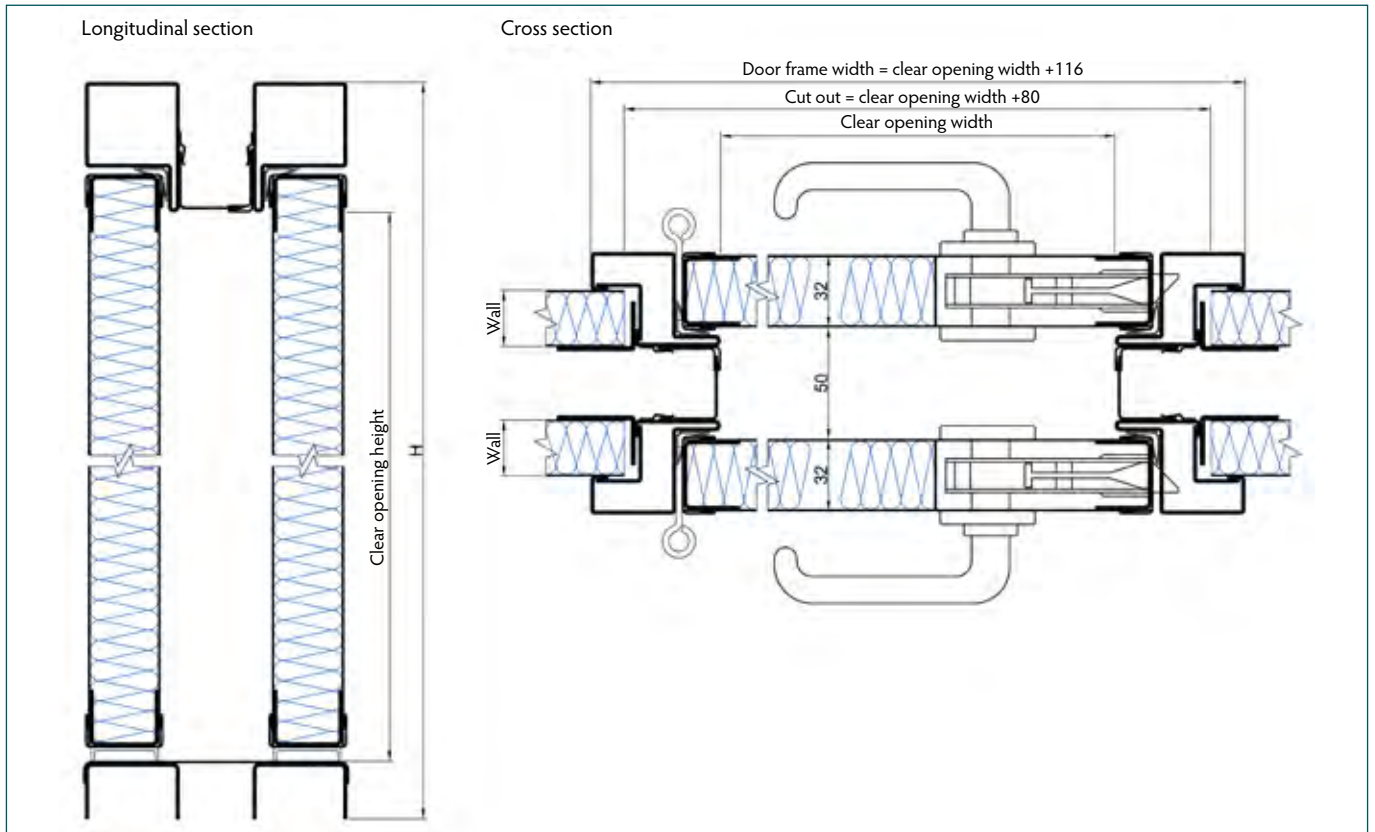 Longitudinal section
Cross section
Door frame width = clear opening width +116
Cut out = clear opening width +80
Clear opening width
Wall
32
50
Wall
32
Clear opening height
H